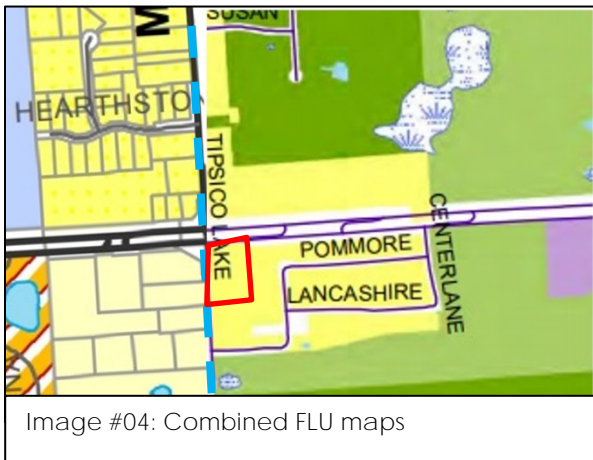 SUSAN
M
HEARTHSTO
TIPSICO LAKE
CENTERLANE
POMMORE
LANCASHIRE
Image #04: Combined FLU maps